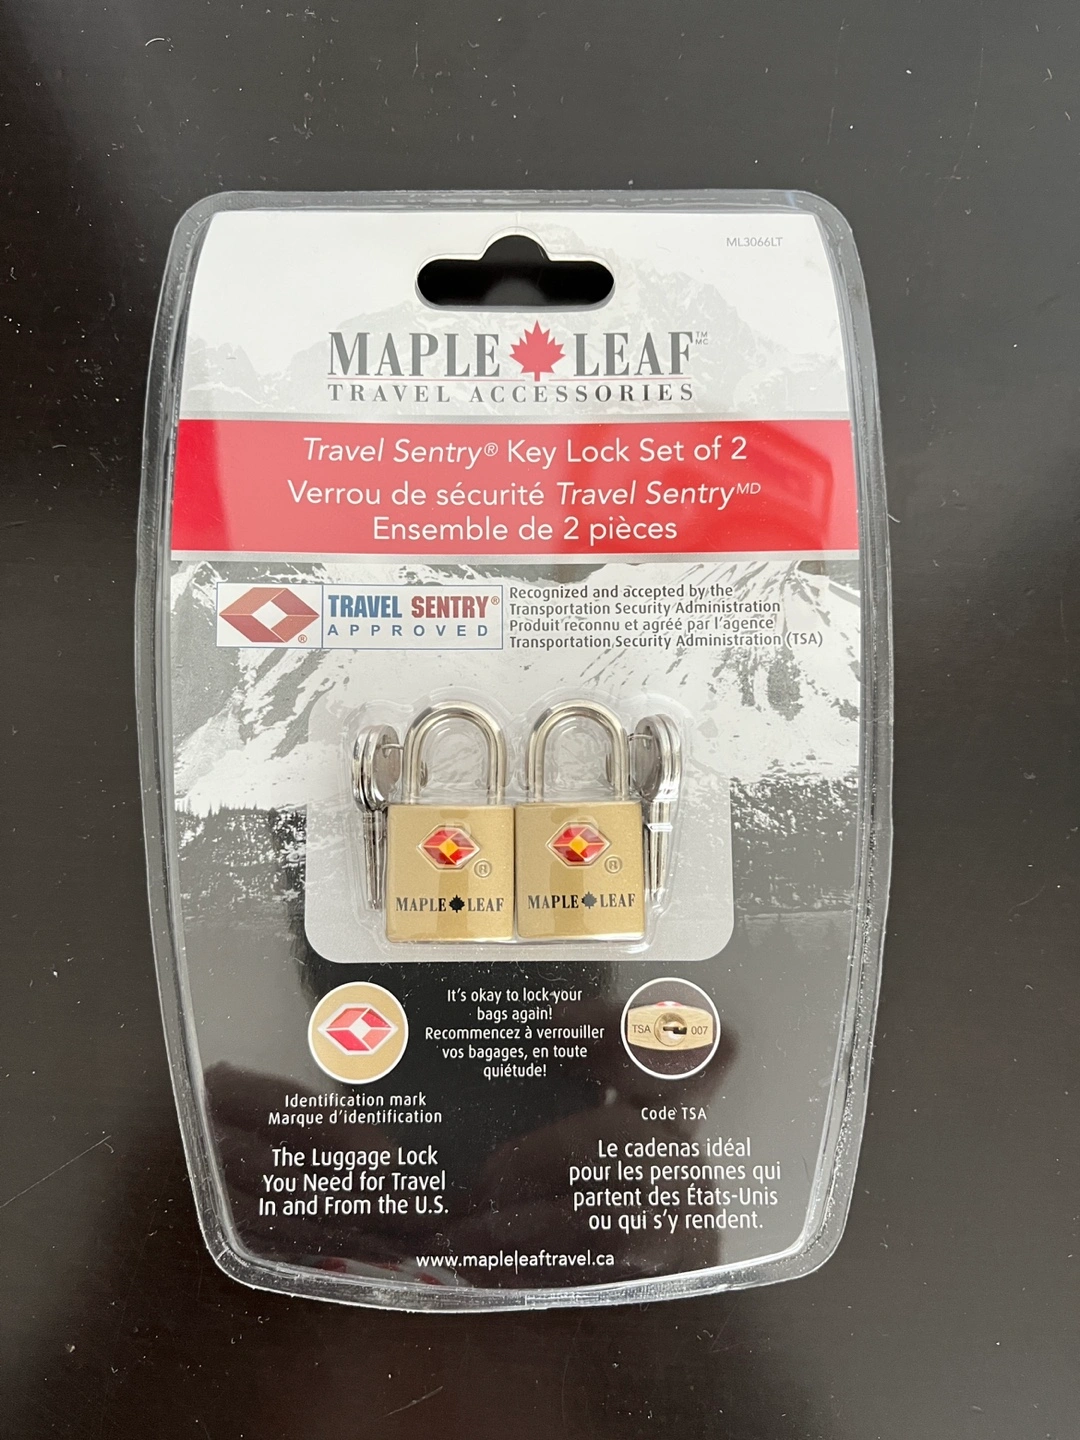 ML3066LT
MAPLE LEAF TM MC
TRAVEL ACCESSORIES
Travel Sentry® Key Lock Set of 2
Verrou de sécurité Travel Sentry MD
Ensemble de 2 pièces
TRAVEL SENTRY®
APPROVED
®
Recognized and accepted by the
Transportation Security Administration
Produit reconnu et agréé par l'agence
Transportation Security Administration (TSA)
®
MAPLE LEAF
®
MAPLE LEAF
It's okay to lock your
bags again!
Recommencez à verrouiller
vos bagages, en toute
quiétude!
TSA 007
Identification mark
Marque d'identification
Code TSA
The Luggage Lock
You Need for Travel
In and From the U.S.
Le cadenas idéal
pour les personnes qui
partent des États-Unis
ou qui s'y rendent.
www.mapleleaftravel.ca